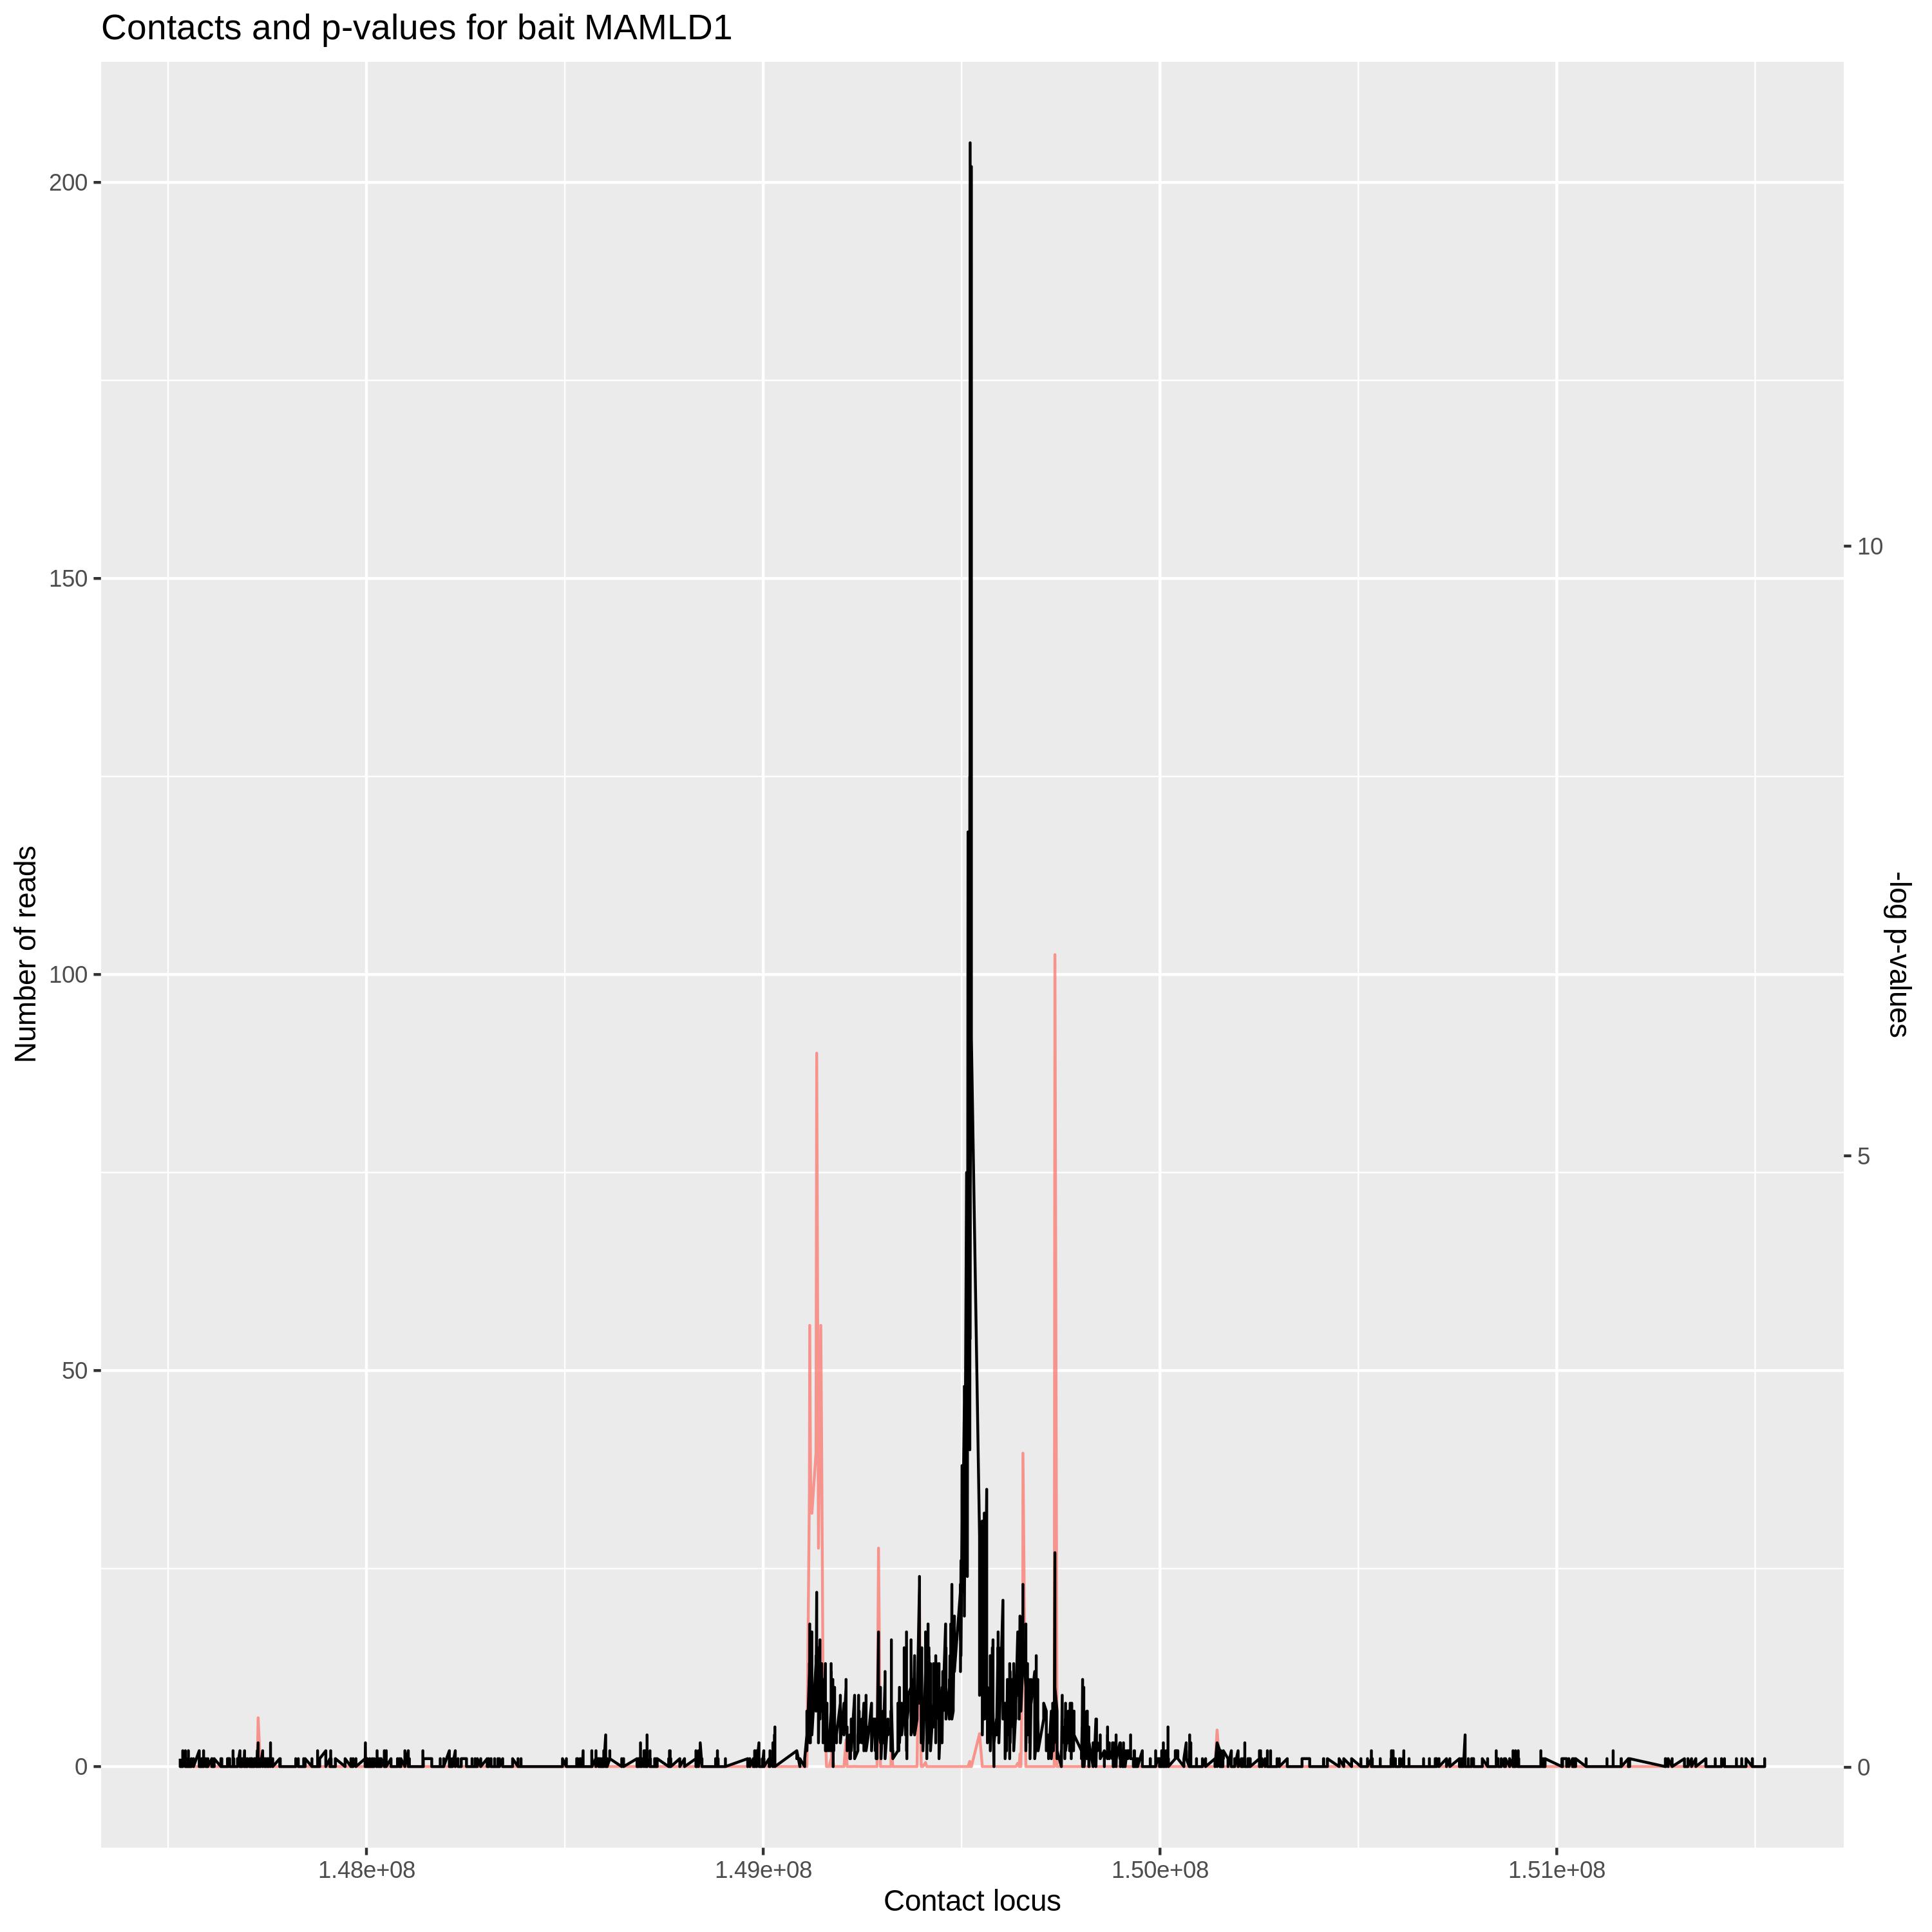 Contacts and p-values for bait MAMLD1
Number of reads
200
150
100
50
0
10
5
0
-log p-values
1.48e+08
1.49e+08
1.50e+08
1.51e+08
Contact locus